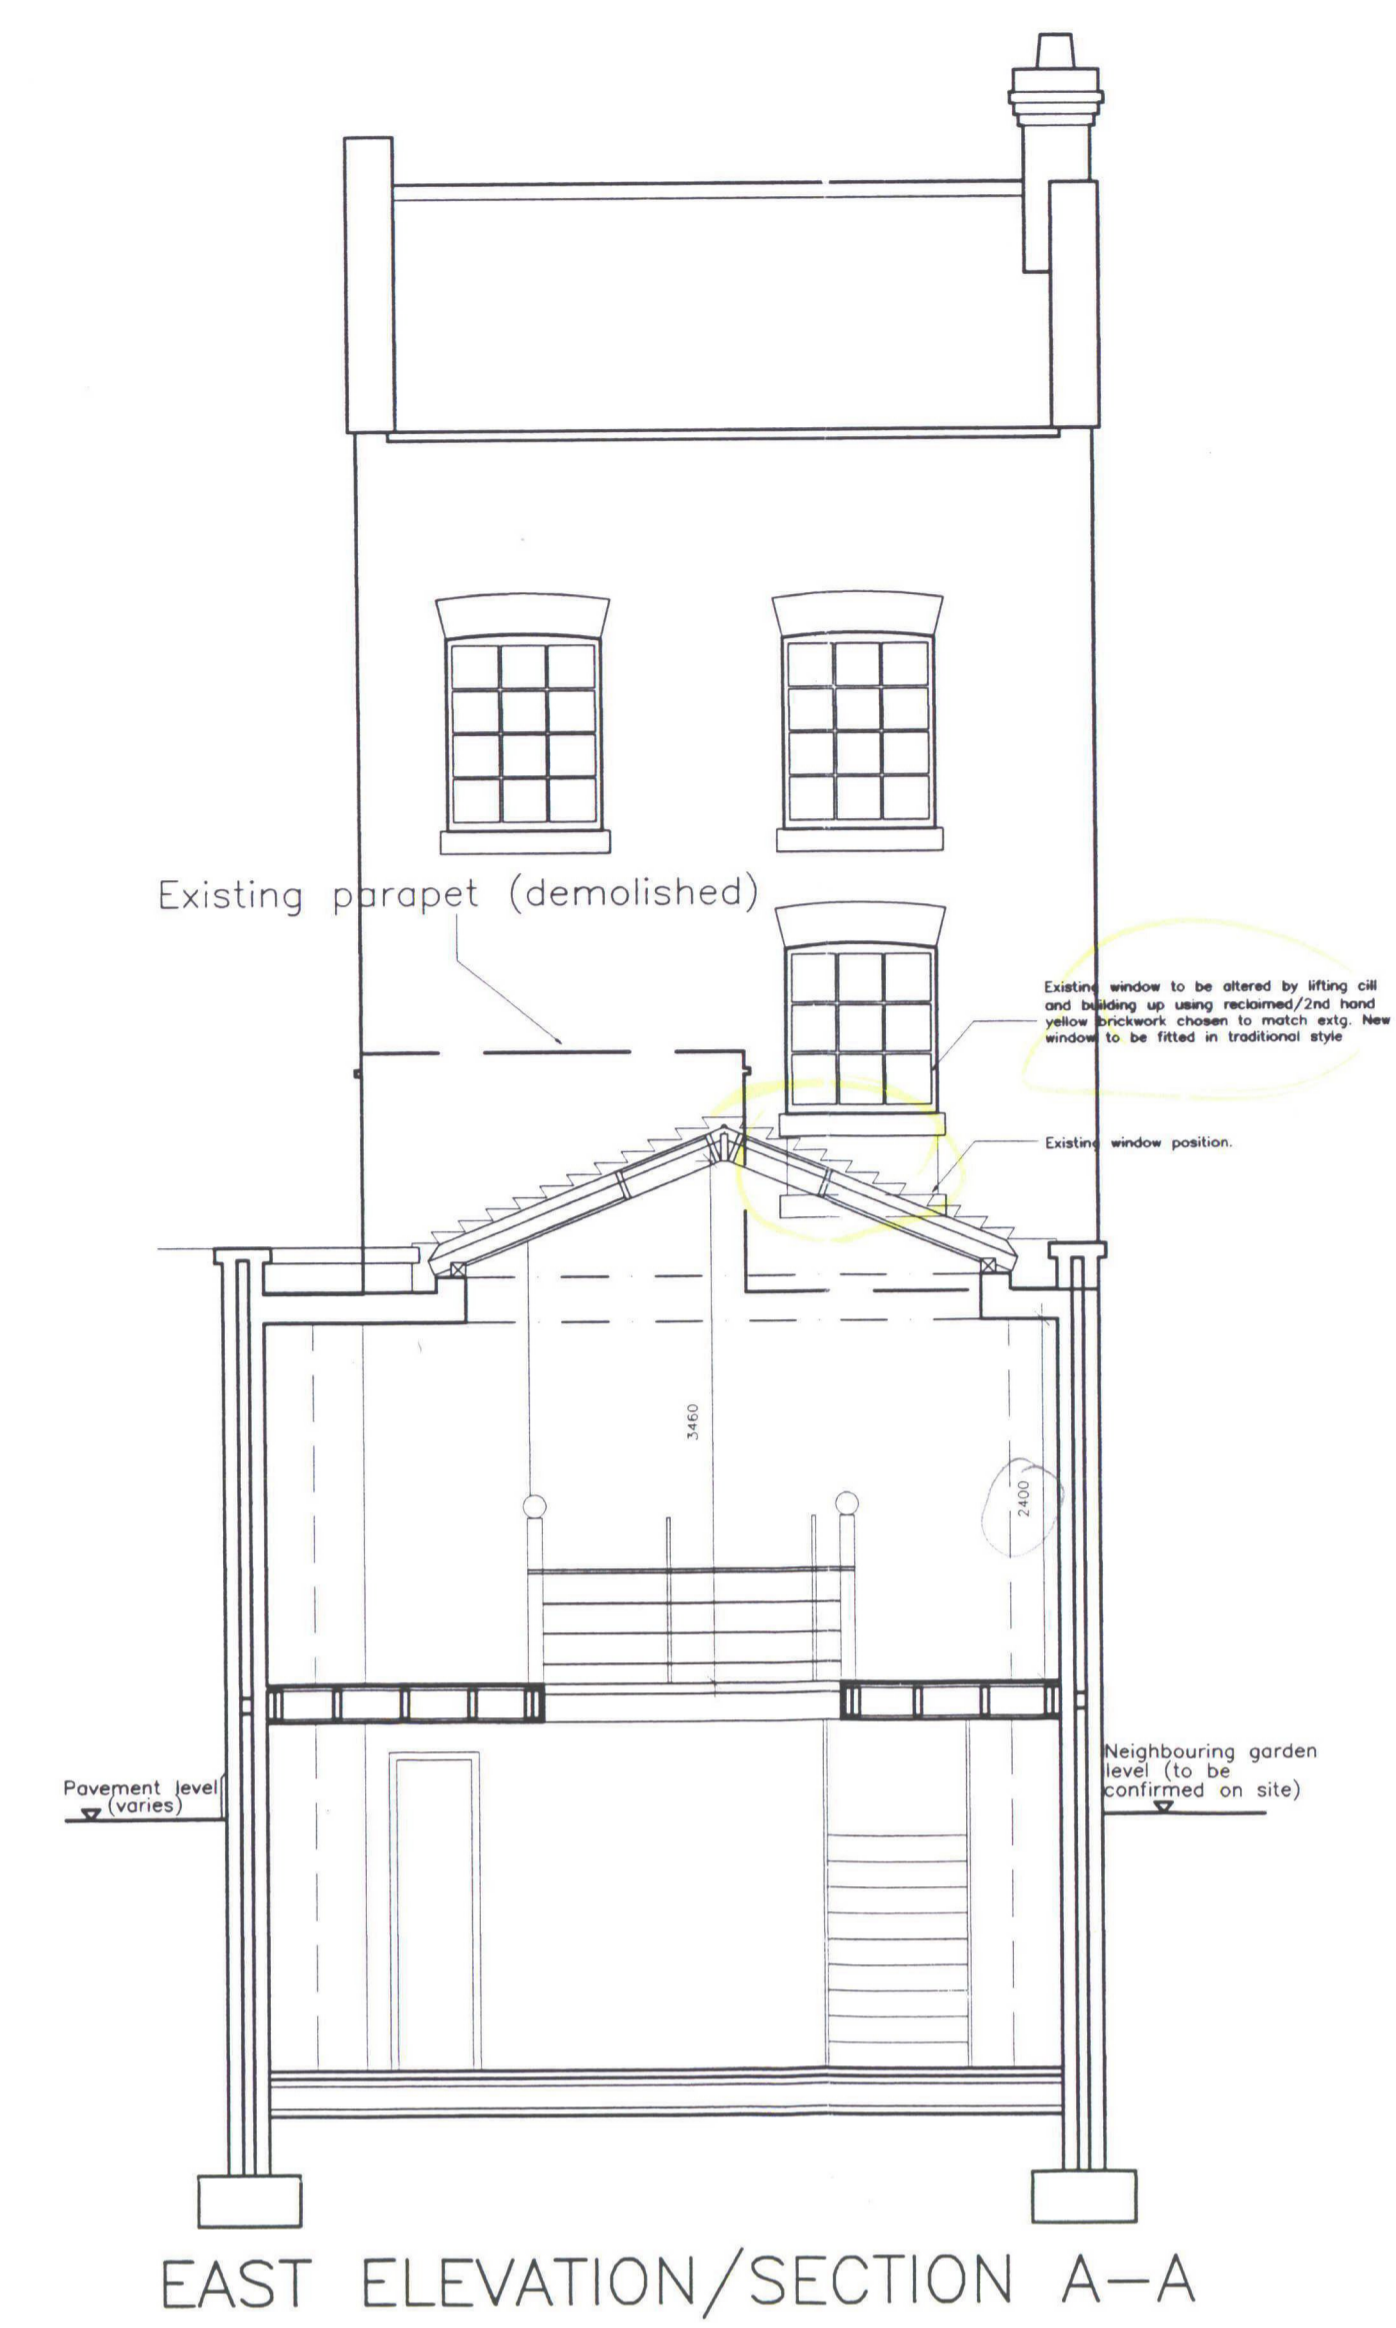 Existing parapet (demolished)
Existing window to be altered by lifting cill
and building up using reclaimed/2nd hand
yellow brickwork chosen to match extg. New
window to be fitted in traditional style
Existing window position.
3460
2400
Neighbouring garden
level (to be
confirmed on site)
Pavement level
(varies)
EAST ELEVATION/SECTION A-A